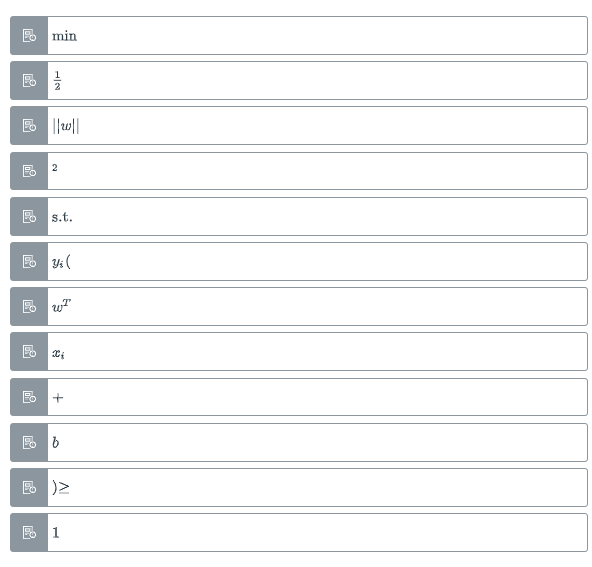 min
1/2
||w||
²
s.t.
yᵢ(
wᵀ
xᵢ
+
b
)≥
1